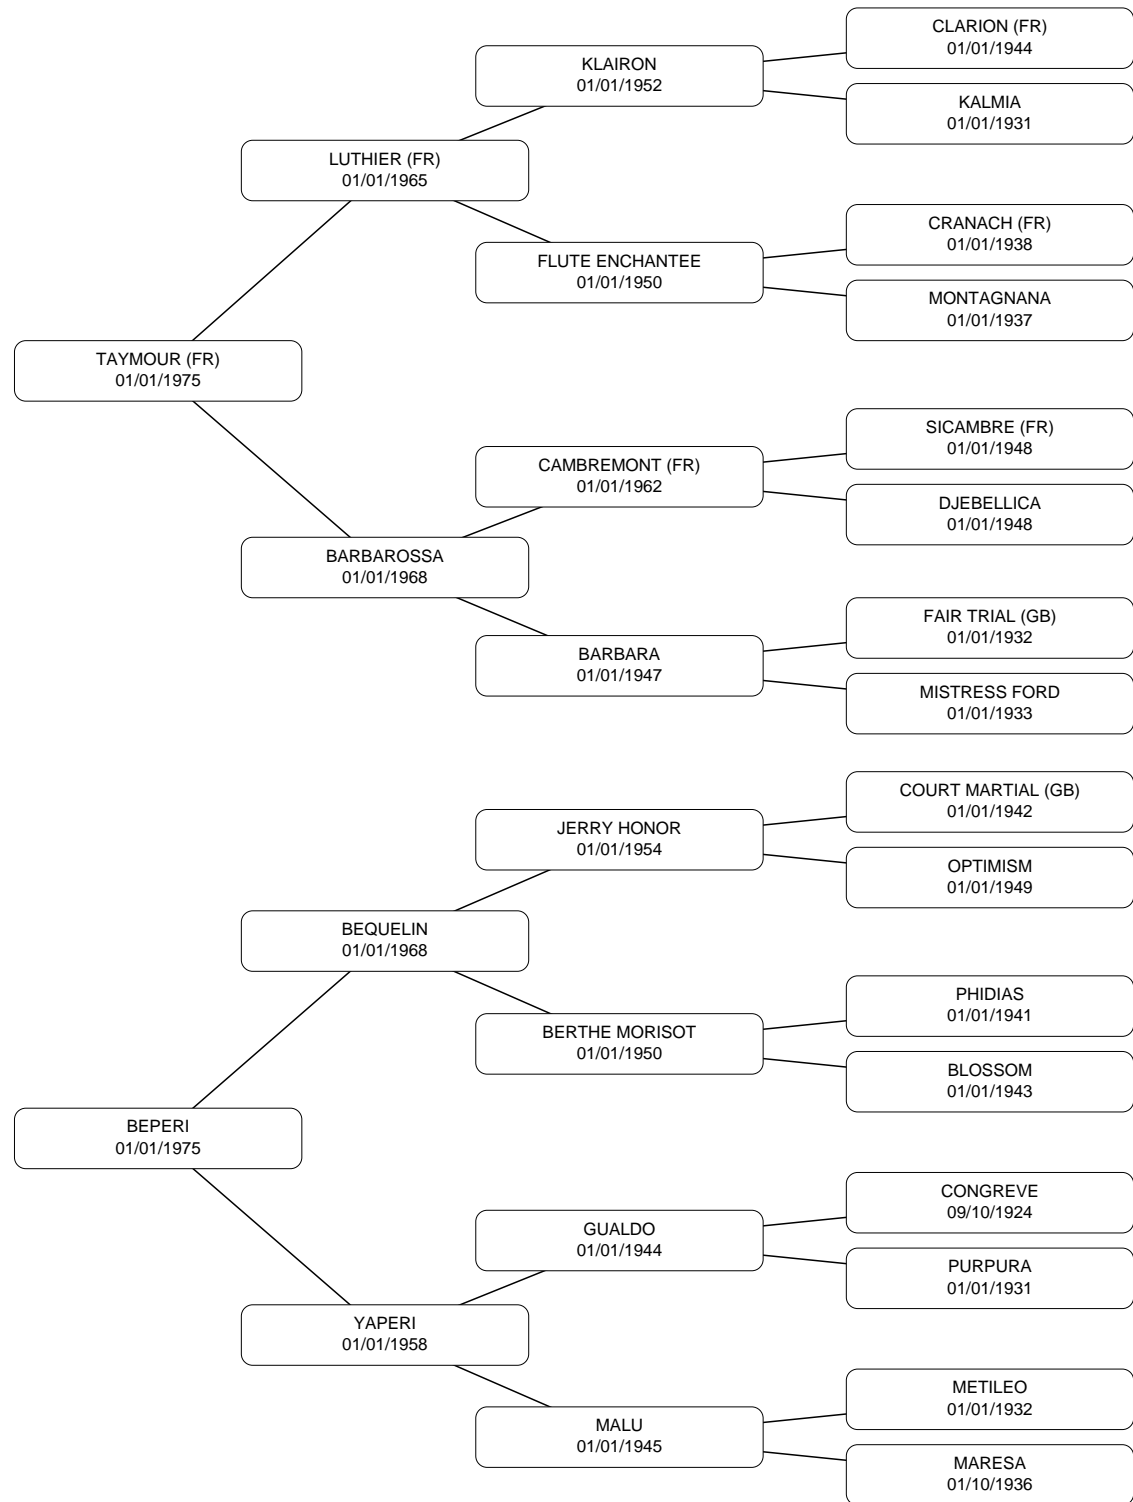 CLARION (FR)
01/01/1944
KLAIRON
01/01/1952
KALMIA
01/01/1931
LUTHIER (FR)
01/01/1965
CRANACH (FR)
01/01/1938
FLUTE ENCHANTEE
01/01/1950
MONTAGNANA
01/01/1937
TAYMOUR (FR)
01/01/1975
SICAMBRE (FR)
01/01/1948
CAMBREMONT (FR)
01/01/1962
DJEBELLICA
01/01/1948
BARBAROSSA
01/01/1968
FAIR TRIAL (GB)
01/01/1932
BARBARA
01/01/1947
MISTRESS FORD
01/01/1933
COURT MARTIAL (GB)
01/01/1942
JERRY HONOR
01/01/1954
OPTIMISM
01/01/1949
BEQUELIN
01/01/1968
PHIDIAS
01/01/1941
BERTHE MORISOT
01/01/1950
BLOSSOM
01/01/1943
BEPERI
01/01/1975
CONGREVE
09/10/1924
GUALDO
01/01/1944
PURPURA
01/01/1931
YAPERI
01/01/1958
METILEO
01/01/1932
MALU
01/01/1945
MARESA
01/10/1936